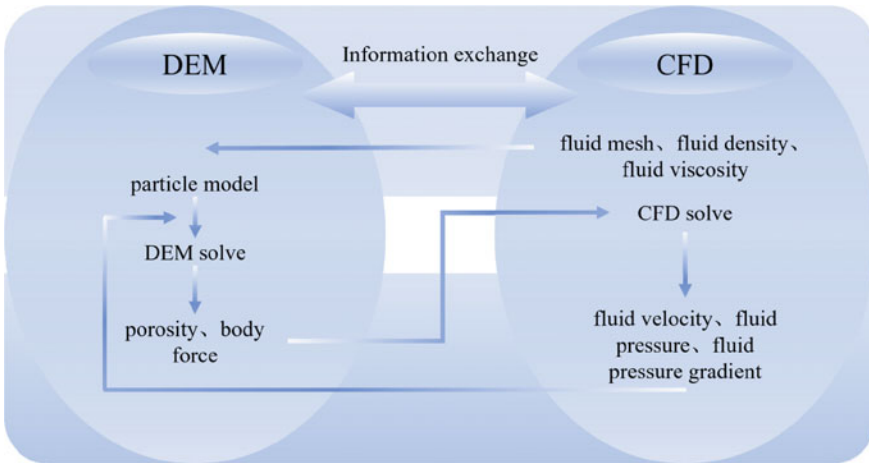 DEM
Information exchange
CFD
fluid mesh、fluid density、
fluid viscosity
particle model
CFD solve
DEM solve
porosity、body
force
fluid velocity、fluid
pressure、fluid
pressure gradient